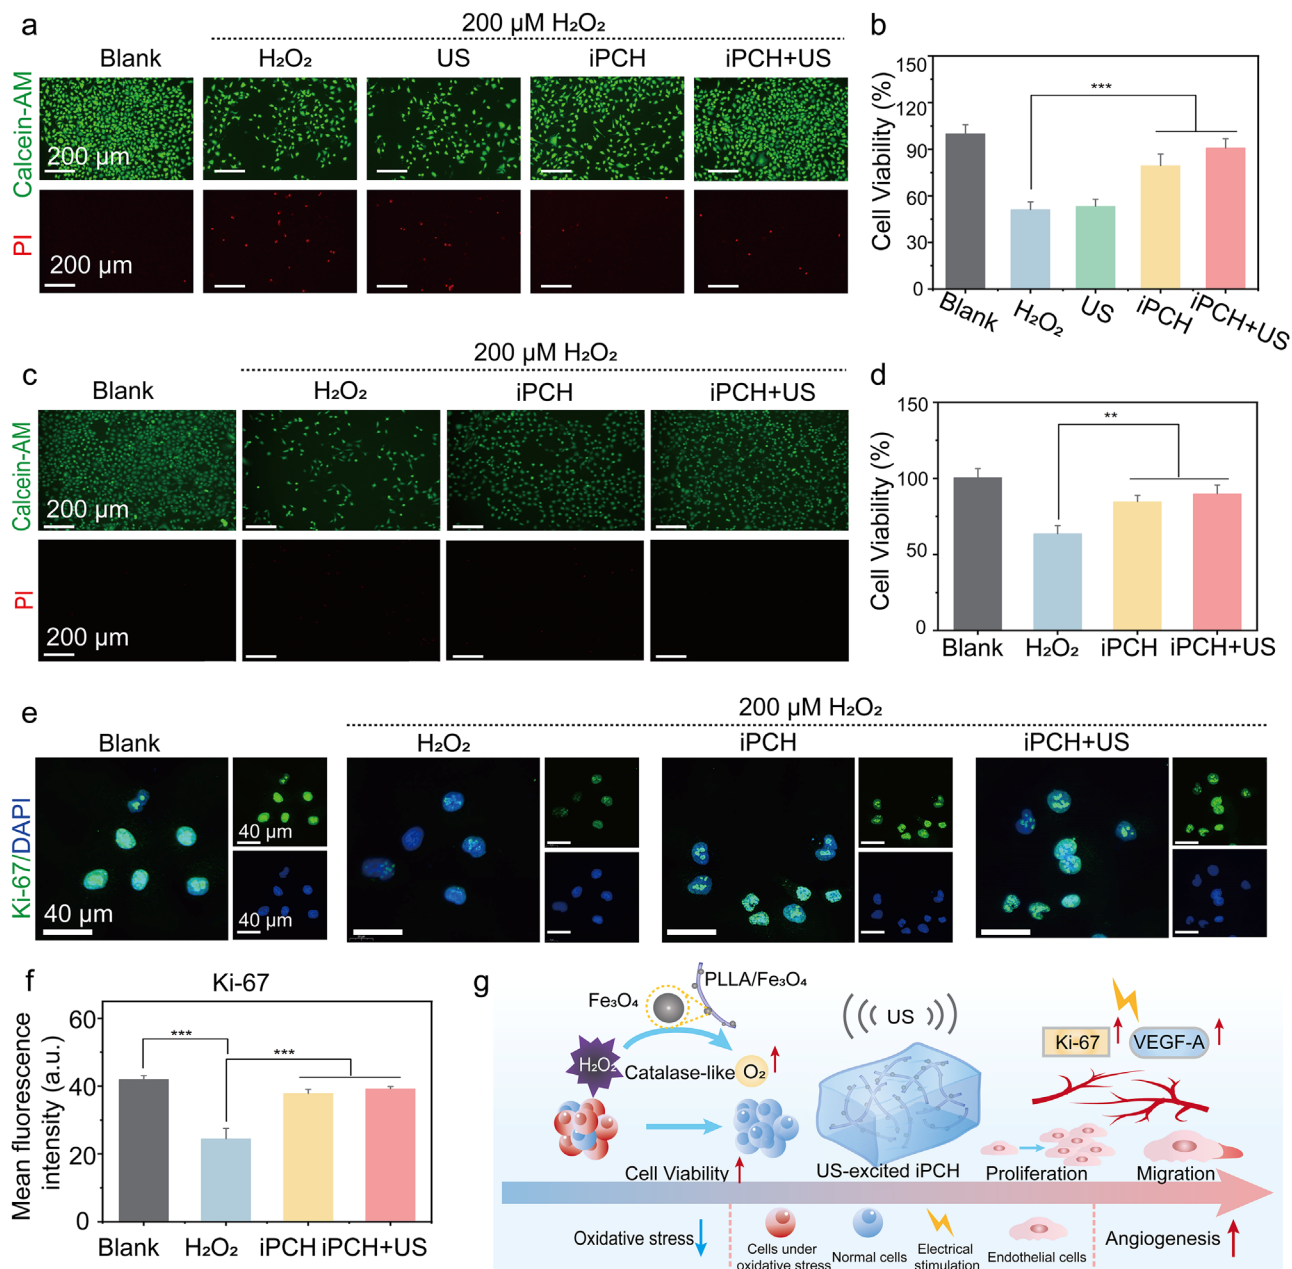 a
200 μM H₂O₂
Blank
H₂O₂
US
iPCH
iPCH+US
Calcein-AM
200 μm
PI
200 μm
b
Cell Viability (%)
150
120
90
60
30
0
Blank
H₂O₂
US
iPCH
iPCH+US
***
c
200 μM H₂O₂
Blank
H₂O₂
iPCH
iPCH+US
Calcein-AM
200 μm
PI
200 μm
d
Cell Viability (%)
150
100
50
0
Blank
H₂O₂
iPCH
iPCH+US
**
e
200 μM H₂O₂
Blank
H₂O₂
iPCH
iPCH+US
Ki-67/DAPI
40 μm
40 μm
40 μm
f
Ki-67
Mean fluorescence
intensity (a.u.)
60
40
20
0
***
***
Blank
H₂O₂
iPCH
iPCH+US
g
PLLA/Fe₃O₄
Fe₃O₄
H₂O₂
Catalase-like
O₂
Cell Viability
US
US-excited iPCH
Ki-67
VEGF-A
Proliferation
Migration
Oxidative stress
Cells under
oxidative stress
Normal cells
Electrical
stimulation
Endothelial cells
Angiogenesis